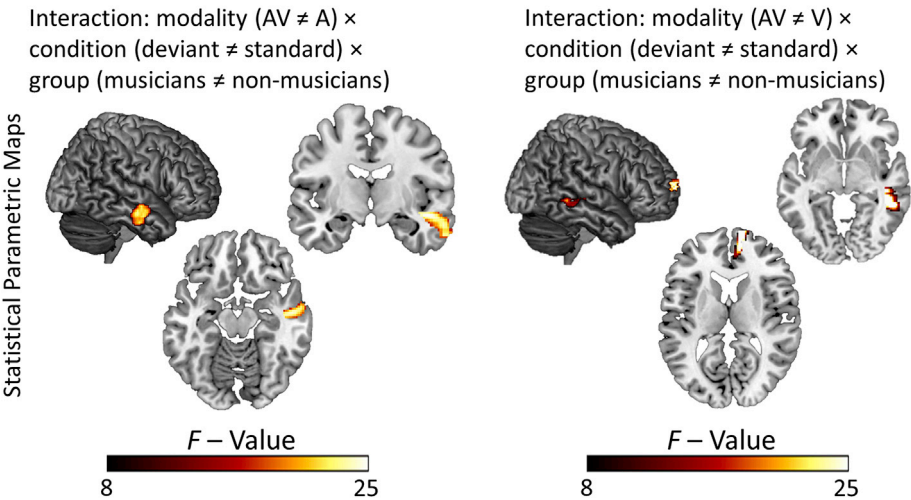 Interaction: modality (AV ≠ A) ×
condition (deviant ≠ standard) ×
group (musicians ≠ non-musicians)
Interaction: modality (AV ≠ V) ×
condition (deviant ≠ standard) ×
group (musicians ≠ non-musicians)
Statistical Parametric Maps
F – Value
8 25
F – Value
8 25